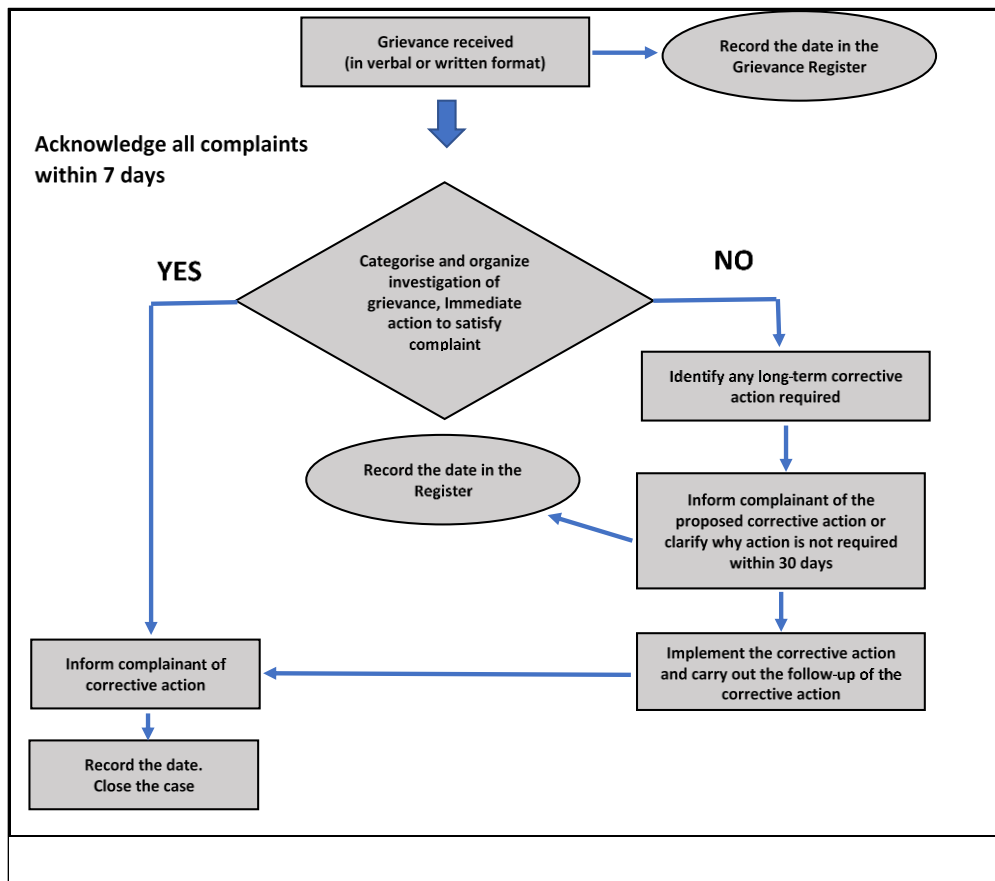 Grievance received
(in verbal or written format)
Record the date in the
Grievance Register
Acknowledge all complaints
within 7 days
YES
NO
Categorise and organize
investigation of
grievance, Immediate
action to satisfy
complaint
Identify any long-term corrective
action required
Record the date in the
Register
Inform complainant of the
proposed corrective action or
clarify why action is not required
within 30 days
Inform complainant of
corrective action
Implement the corrective action
and carry out the follow-up of the
corrective action
Record the date.
Close the case